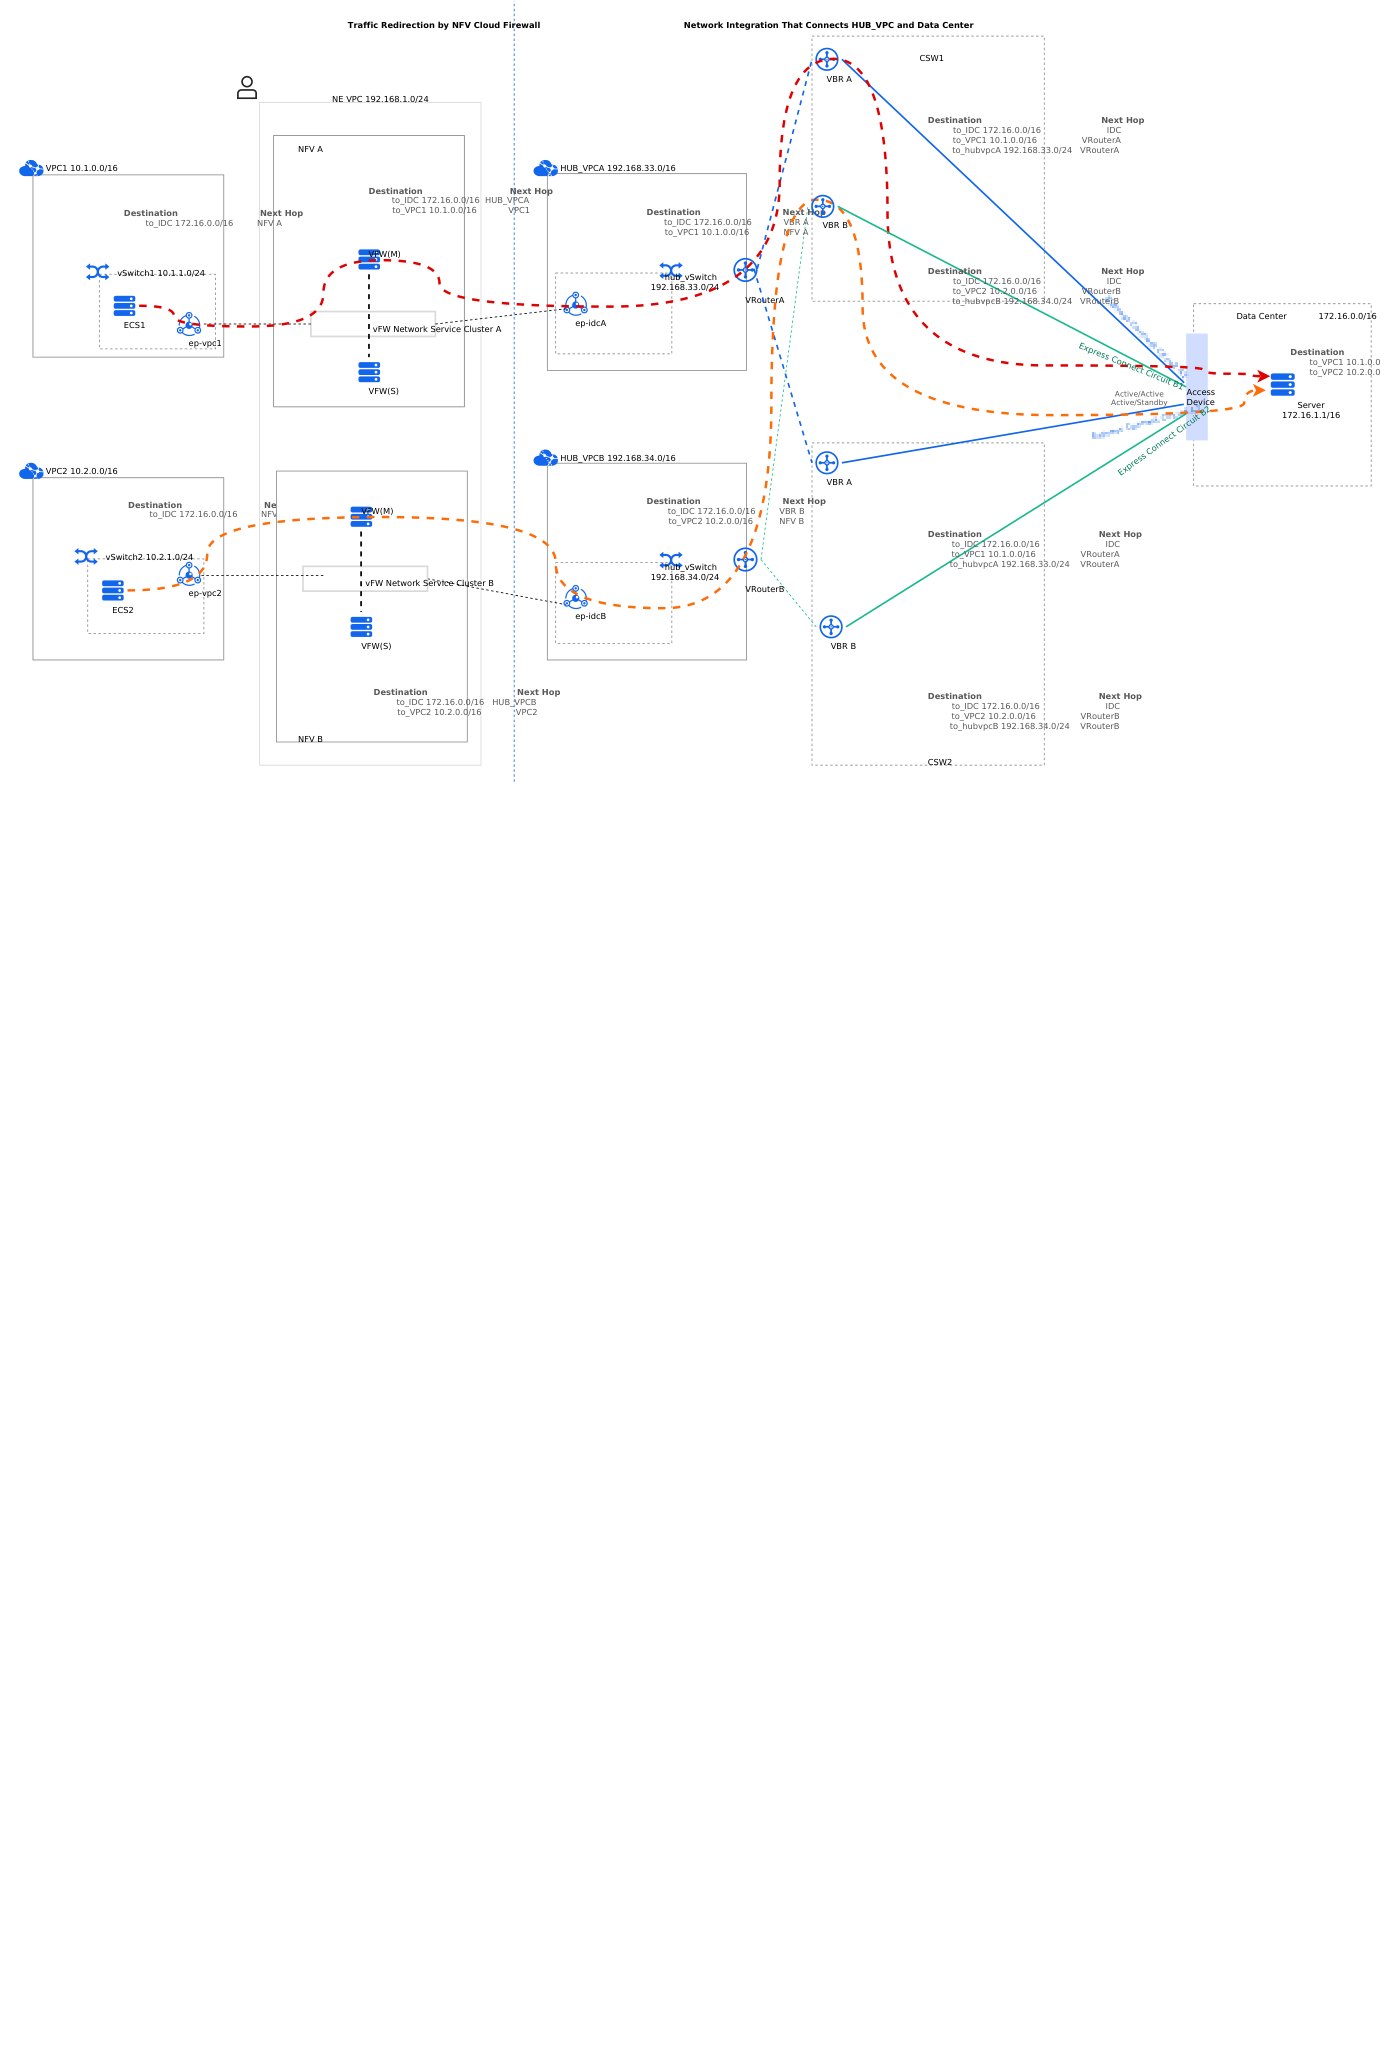 Traffic Redirection by NFV Cloud Firewall
Network Integration That Connects HUB_VPC and Data Center
NE VPC 192.168.1.0/24
NFV A
VPC1 10.1.0.0/16
Destination Next Hop
to_IDC 172.16.0.0/16 NFV A
vSwitch1 10.1.1.0/24
ECS1
ep-vpc1
Destination Next Hop
to_IDC 172.16.0.0/16 HUB_VPCA
to_VPC1 10.1.0.0/16 VPC1
VFW(M)
vFW Network Service Cluster A
VFW(S)
HUB_VPCA 192.168.33.0/16
Destination Next Hop
to_IDC 172.16.0.0/16 VBR A
to_VPC1 10.1.0.0/16 NFV A
hub_vSwitch
192.168.33.0/24
VRouterA
ep-idcA
CSW1
VBR A
Destination Next Hop
to_IDC 172.16.0.0/16 IDC
to_VPC1 10.1.0.0/16 VRouterA
to_hubvpcA 192.168.33.0/24 VRouterA
VBR B
Destination Next Hop
to_IDC 172.16.0.0/16 IDC
to_VPC2 10.2.0.0/16 VRouterB
to_hubvpcB 192.168.34.0/24 VRouterB
Express Connect Circuit B1
Active/Active
Active/Standby
Express Connect Circuit B2
Access
Device
Data Center 172.16.0.0/16
Destination
to_VPC1 10.1.0.0
to_VPC2 10.2.0.0
Server
172.16.1.1/16
VPC2 10.2.0.0/16
Destination Ne
to_IDC 172.16.0.0/16 NFV
vSwitch2 10.2.1.0/24
ECS2
ep-vpc2
VFW(M)
vFW Network Service Cluster B
VFW(S)
Destination Next Hop
to_IDC 172.16.0.0/16 HUB_VPCB
to_VPC2 10.2.0.0/16 VPC2
NFV B
HUB_VPCB 192.168.34.0/16
Destination Next Hop
to_IDC 172.16.0.0/16 VBR B
to_VPC2 10.2.0.0/16 NFV B
hub_vSwitch
192.168.34.0/24
VRouterB
ep-idcB
VBR A
Destination Next Hop
to_IDC 172.16.0.0/16 IDC
to_VPC1 10.1.0.0/16 VRouterA
to_hubvpcA 192.168.33.0/24 VRouterA
VBR B
Destination Next Hop
to_IDC 172.16.0.0/16 IDC
to_VPC2 10.2.0.0/16 VRouterB
to_hubvpcB 192.168.34.0/24 VRouterB
CSW2